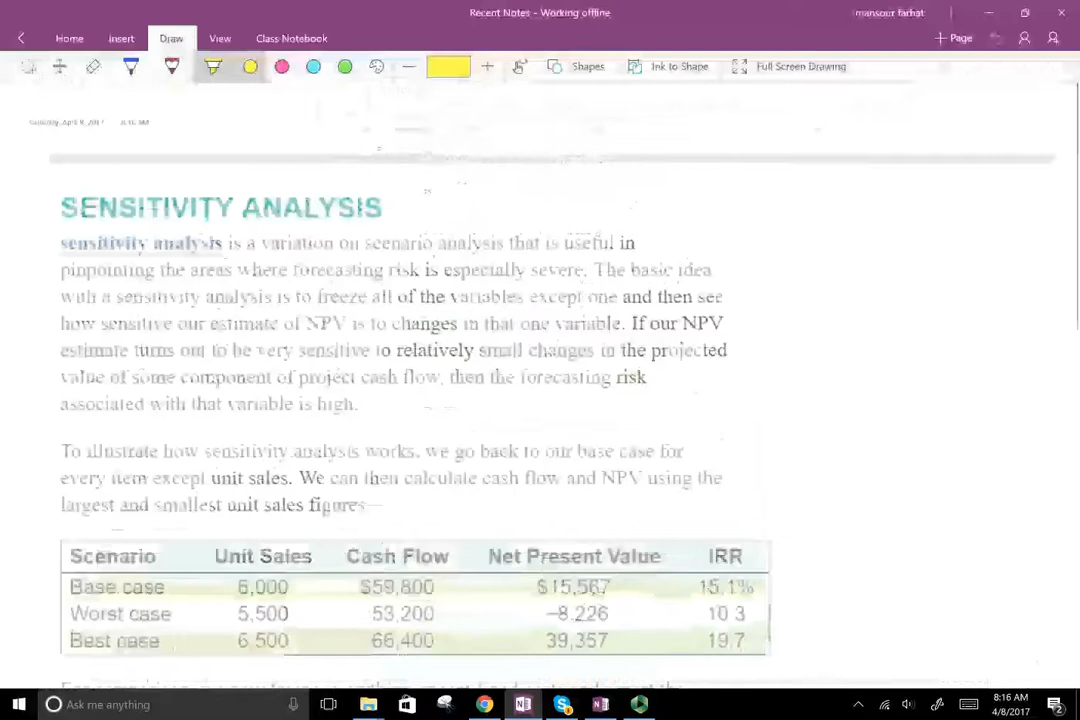 Recent Notes - Working offline
mansour farhat
Home Insert Draw View Class Notebook
Page
Shapes Ink to Shape Full Screen Drawing
Saturday, April 8, 2017 8:16 AM
SENSITIVITY ANALYSIS
sensitivity analysis is a variation on scenario analysis that is useful in
pinpointing the areas where forecasting risk is especially severe. The basic idea
with a sensitivity analysis is to freeze all of the variables except one and then see
how sensitive our estimate of NPV is to changes in that one variable. If our NPV
estimate turns out to be very sensitive to relatively small changes in the projected
value of some component of project cash flow, then the forecasting risk
associated with that variable is high.
To illustrate how sensitivity analysis works, we go back to our base case for
every item except unit sales. We can then calculate cash flow and NPV using the
largest and smallest unit sales figures—
Scenario Unit Sales Cash Flow Net Present Value IRR
Base case 6,000 $59,800 $15,567 15.1%
Worst case 5,500 53,200 –8,226 10.3
Best case 6,500 66,400 39,357 19.7
Ask me anything
8:16 AM
4/8/2017